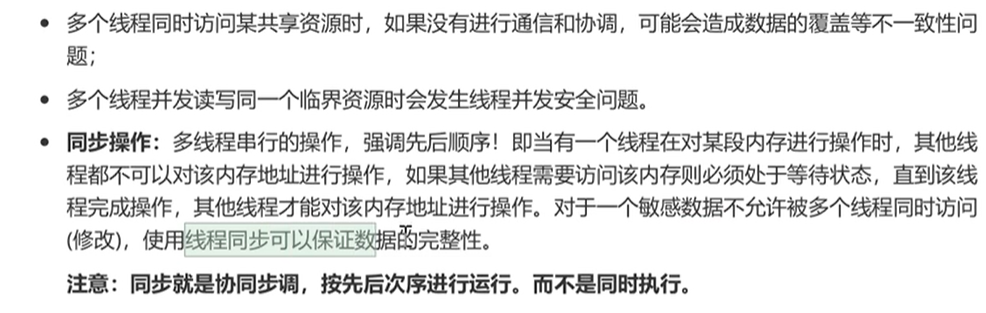 多个线程同时访问某共享资源时，如果没有进行通信和协调，可能会造成数据的覆盖等不一致性问
题；
多个线程并发读写同一个临界资源时会发生线程并发安全问题。
同步操作：多线程串行的操作，强调先后顺序！即当有一个线程在对某段内存进行操作时，其他线
程都不可以对该内存地址进行操作，如果其他线程需要访问该内存则必须处于等待状态，直到该线
程完成操作，其他线程才能对该内存地址进行操作。对于一个敏感数据不允许被多个线程同时访问
(修改)，使用线程同步可以保证数据的完整性。
注意：同步就是协同步调，按先后次序进行运行。而不是同时执行。